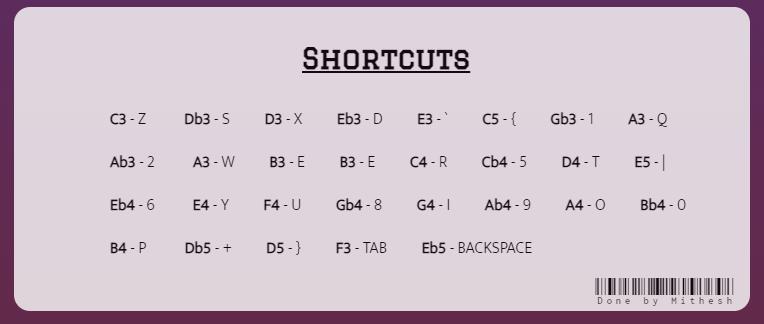 Shortcuts
C3 - Z Db3 - S D3 - X Eb3 - D E3 - ` C5 - { Gb3 - 1 A3 - Q
Ab3 - 2 A3 - W B3 - E B3 - E C4 - R Cb4 - 5 D4 - T E5 - |
Eb4 - 6 E4 - Y F4 - U Gb4 - 8 G4 - I Ab4 - 9 A4 - O Bb4 - 0
B4 - P Db5 - + D5 - } F3 - TAB Eb5 - BACKSPACE
Done by Mithesh